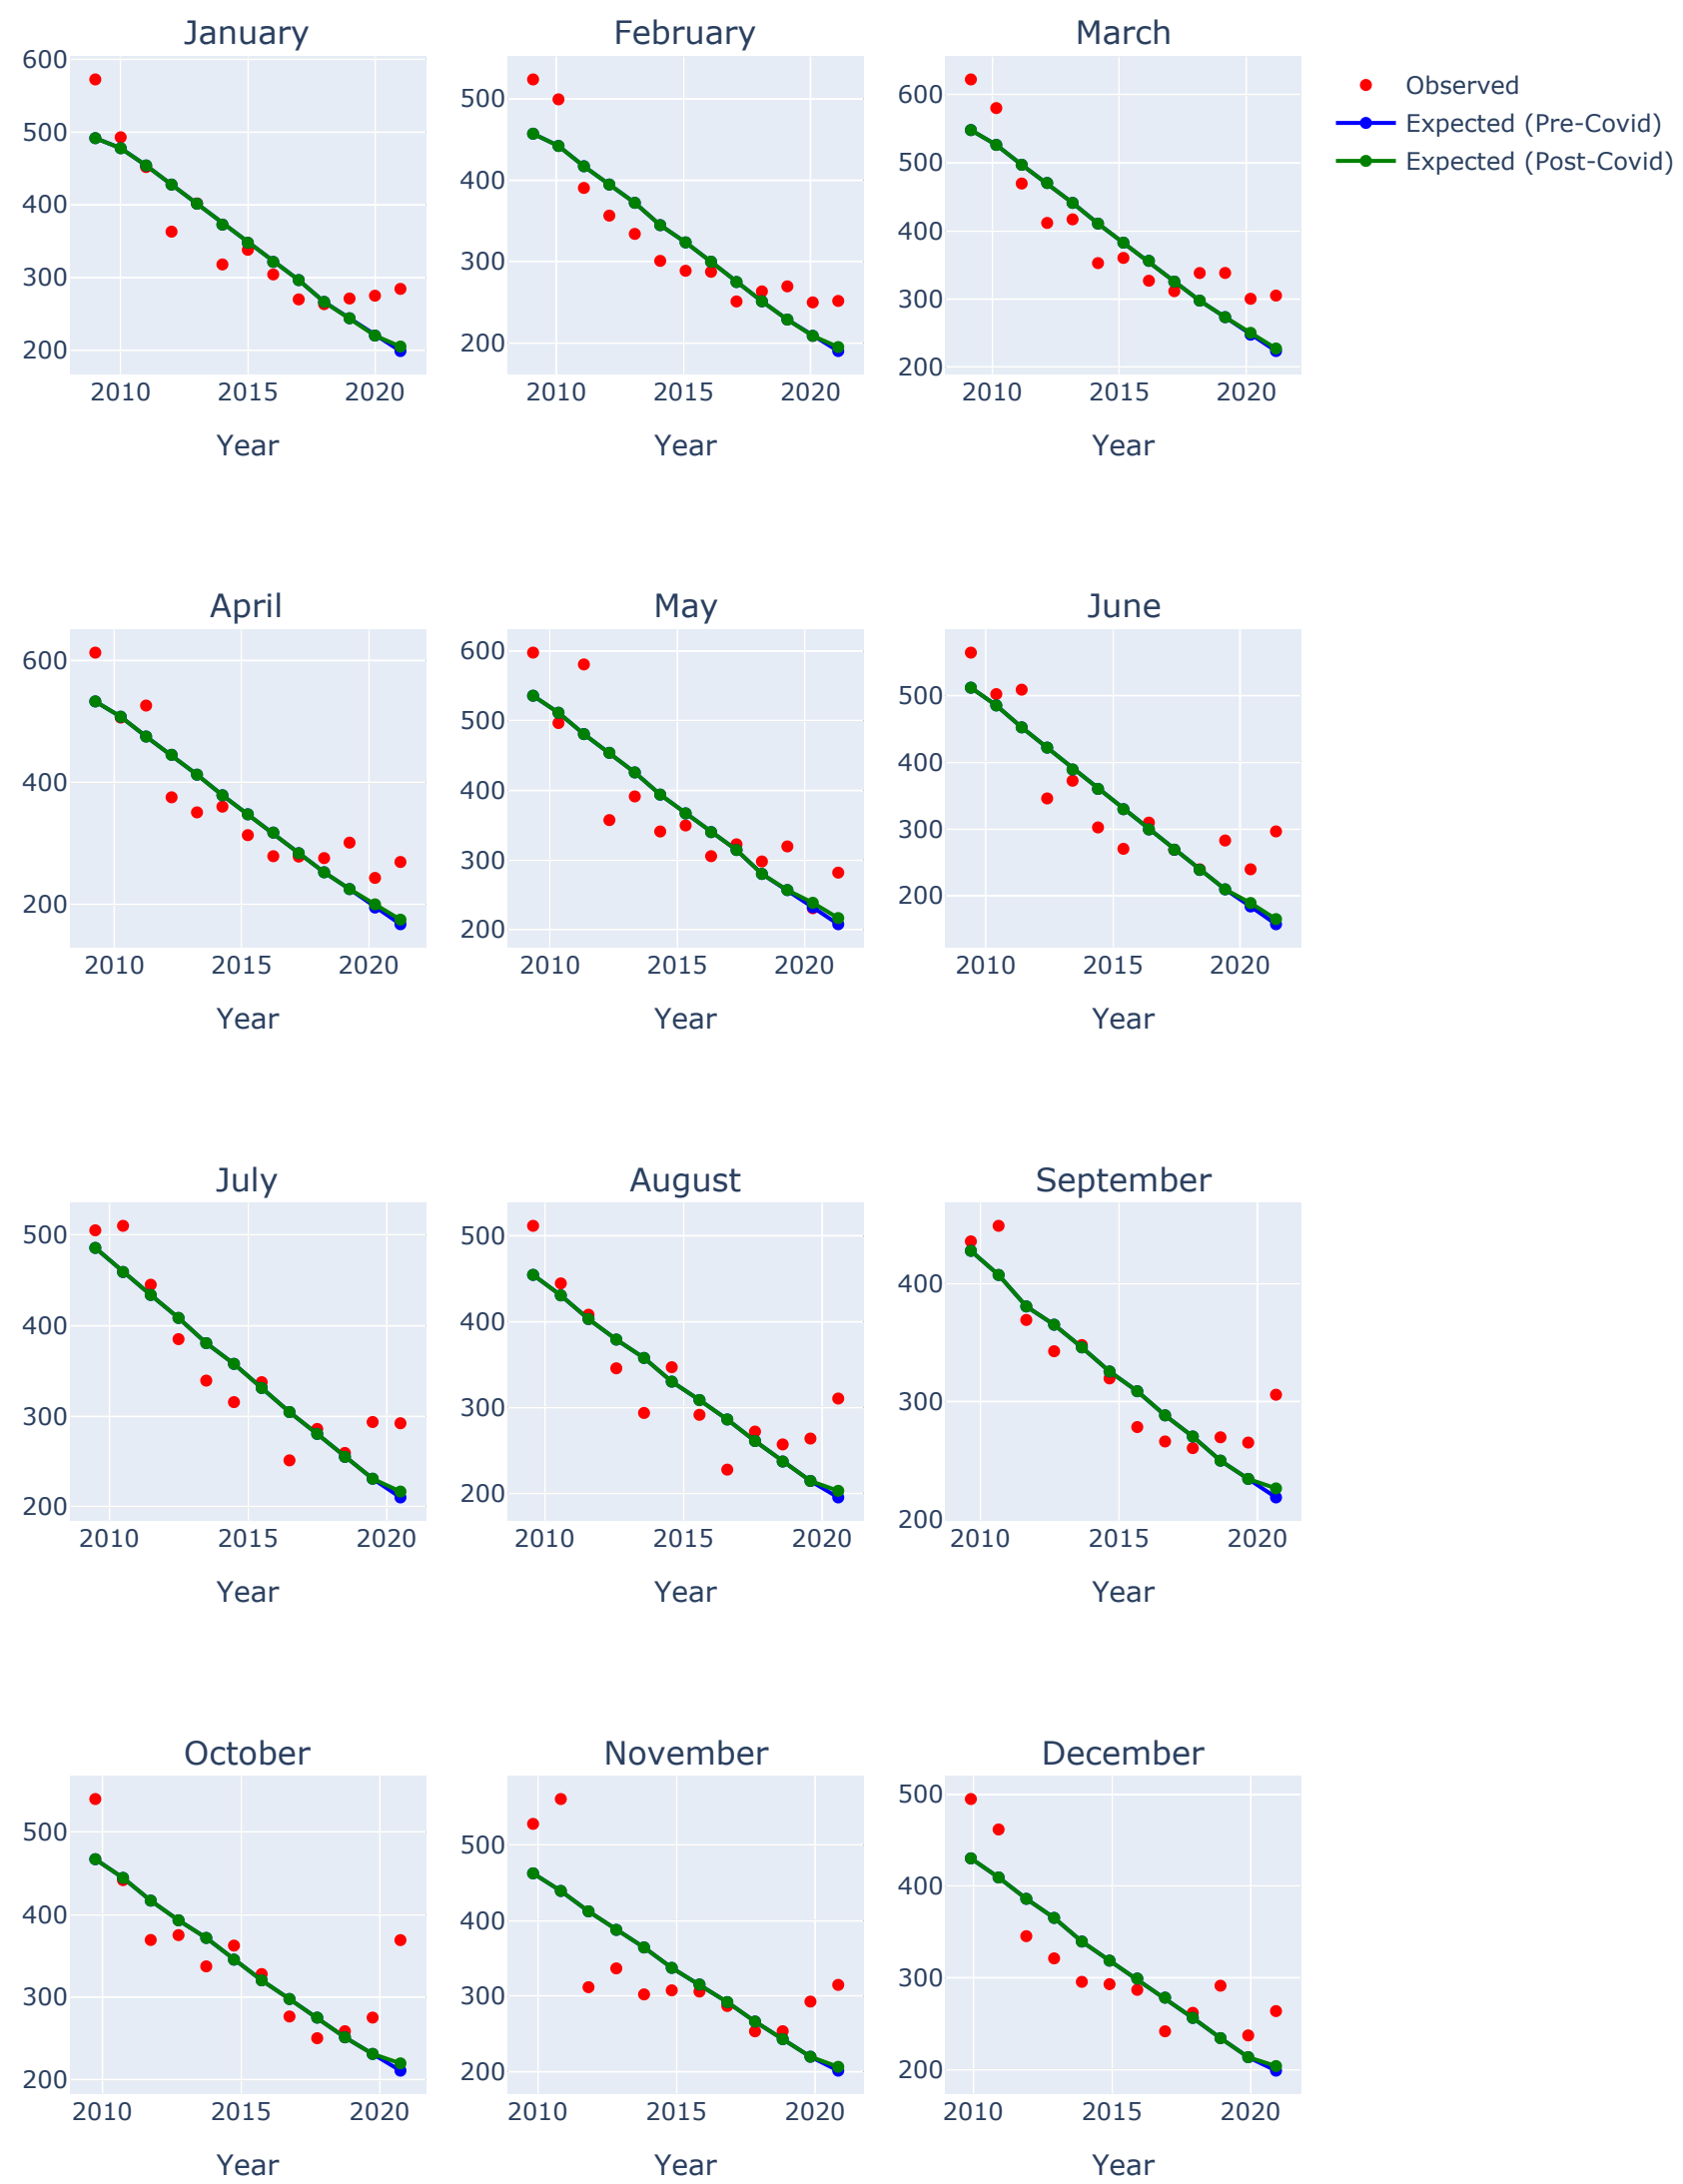 January February March
600
500
400
300
200
2010 2015 2020
Year
500
400
300
200
2010 2015 2020
Year
600
500
400
300
200
2010 2015 2020
Year
Observed
Expected (Pre-Covid)
Expected (Post-Covid)
April May June
600
400
200
2010 2015 2020
Year
600
500
400
300
200
2010 2015 2020
Year
500
400
300
200
2010 2015 2020
Year
July August September
500
400
300
200
2010 2015 2020
Year
500
400
300
200
2010 2015 2020
Year
400
300
200
2010 2015 2020
Year
October November December
500
400
300
200
2010 2015 2020
Year
500
400
300
200
2010 2015 2020
Year
500
400
300
200
2010 2015 2020
Year